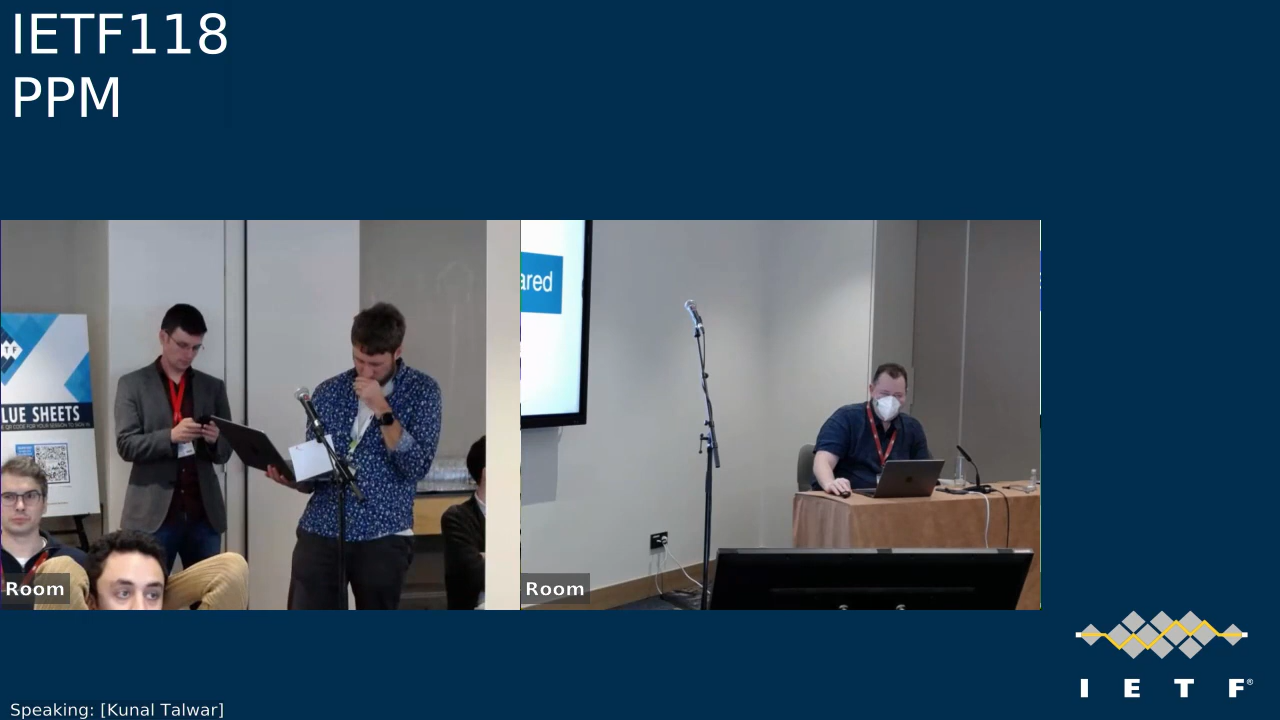 IETF118
PPM
ared
LUE SHEETS
Room
Room
I E T F®
Speaking: [Kunal Talwar]